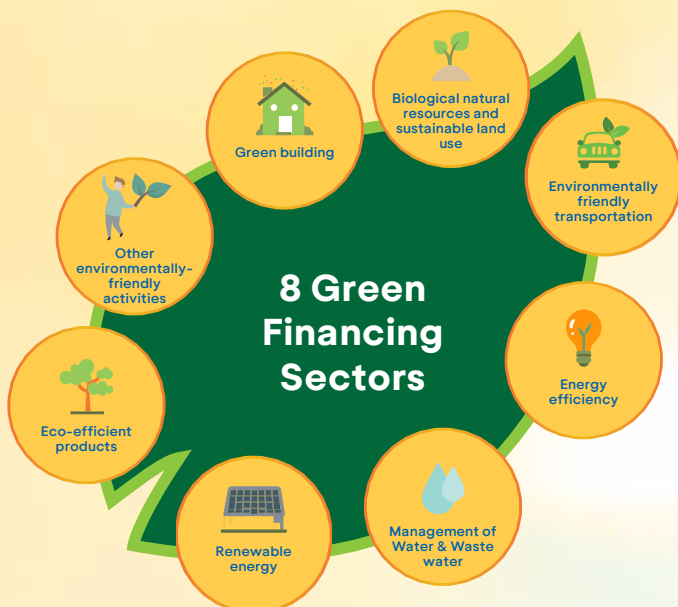 8 Green
Financing
Sectors
Biological natural
resources and
sustainable land
use
Environmentally
friendly
transportation
Energy
efficiency
Management of
Water & Waste
water
Renewable
energy
Eco-efficient
products
Other
environmentally-
friendly
activities
Green building